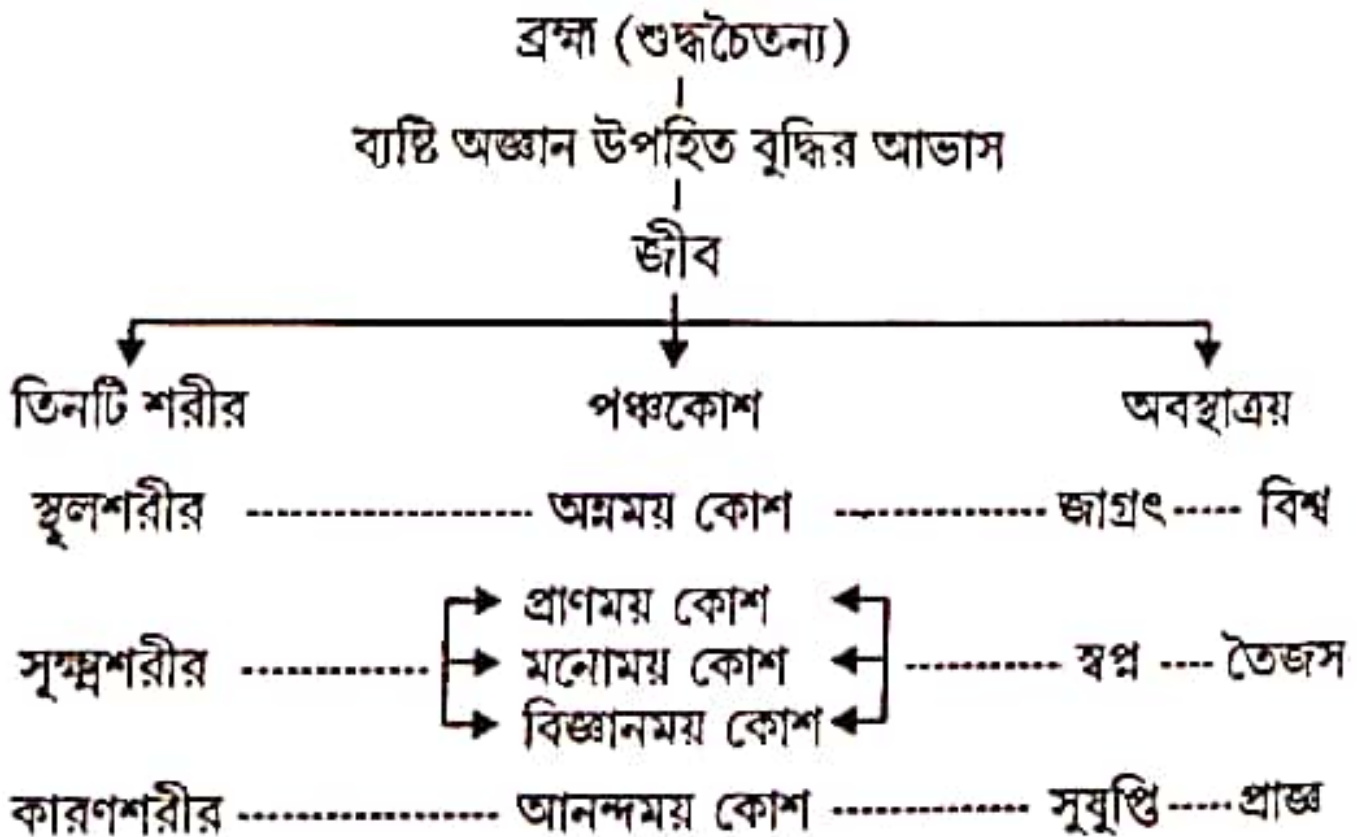 ব্রহ্ম (শুদ্ধচৈতন্য)
ব্যষ্টি অজ্ঞান উপহিত বুদ্ধির আভাস
জীব
তিনটি শরীর পঞ্চকোশ অবস্থাত্রয়
স্থূলশরীর ------------------ অন্নময় কোশ ------------- জাগ্রৎ ----- বিশ্ব
প্রাণময় কোশ
সূক্ষ্মশরীর ------------ মনোময় কোশ ---------- স্বপ্ন ---- তৈজস
বিজ্ঞানময় কোশ
কারণশরীর ---------------- আনন্দময় কোশ ------------ সুষুপ্তি ----- প্রাজ্ঞ